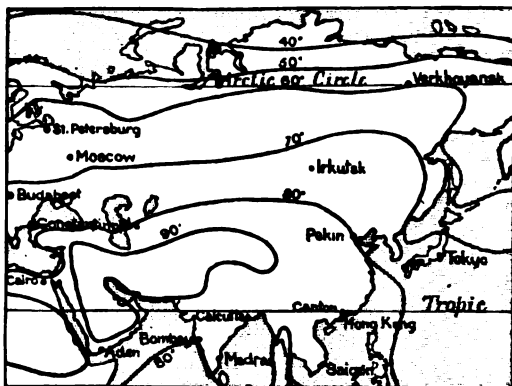 40°
Arctic 60° Circle
Verkhoyansk
St. Petersburg
70°
Moscow
Irkutsk
80°
Budapest
90°
Pekin
Cairo
Tokyo
Tropic
Calcutta
Canton
Hong Kong
Bombay
Aden
80°
Madras
Saigon